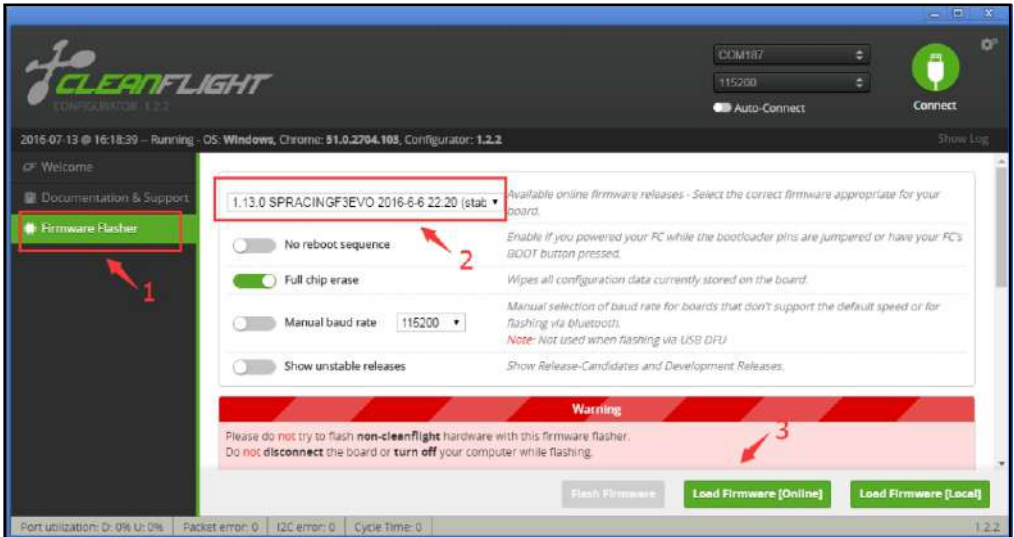 CLEANFLIGHT
CONFIGURATOR 1.2.2
COM187
115200
Auto-Connect
Connect
2016-07-13 @ 16:18:39 -- Running - OS: Windows, Chrome: 51.0.2704.103, Configurator: 1.2.2
Show Log
Welcome
Documentation & Support
Firmware Flasher
1
1.13.0 SPRACINGF3EVO 2016-6-6 22:20 (stab
2
Available online firmware releases - Select the correct firmware appropriate for your
board.
No reboot sequence
Enable if you powered your FC while the bootloader pins are jumpered or have your FC's
BOOT button pressed.
Full chip erase
Wipes all configuration data currently stored on the board.
Manual baud rate
115200
Manual selection of baud rate for boards that don't support the default speed or for
flashing via bluetooth.
Note: Not used when flashing via USB DFU
Show unstable releases
Show Release-Candidates and Development Releases.
Warning
Please do not try to flash non-cleanflight hardware with this firmware flasher.
Do not disconnect the board or turn off your computer while flashing.
3
Flash Firmware
Load Firmware [Online]
Load Firmware [Local]
Port utilization: D: 0% U: 0%
Packet error: 0
I2C error: 0
Cycle Time: 0
1.2.2